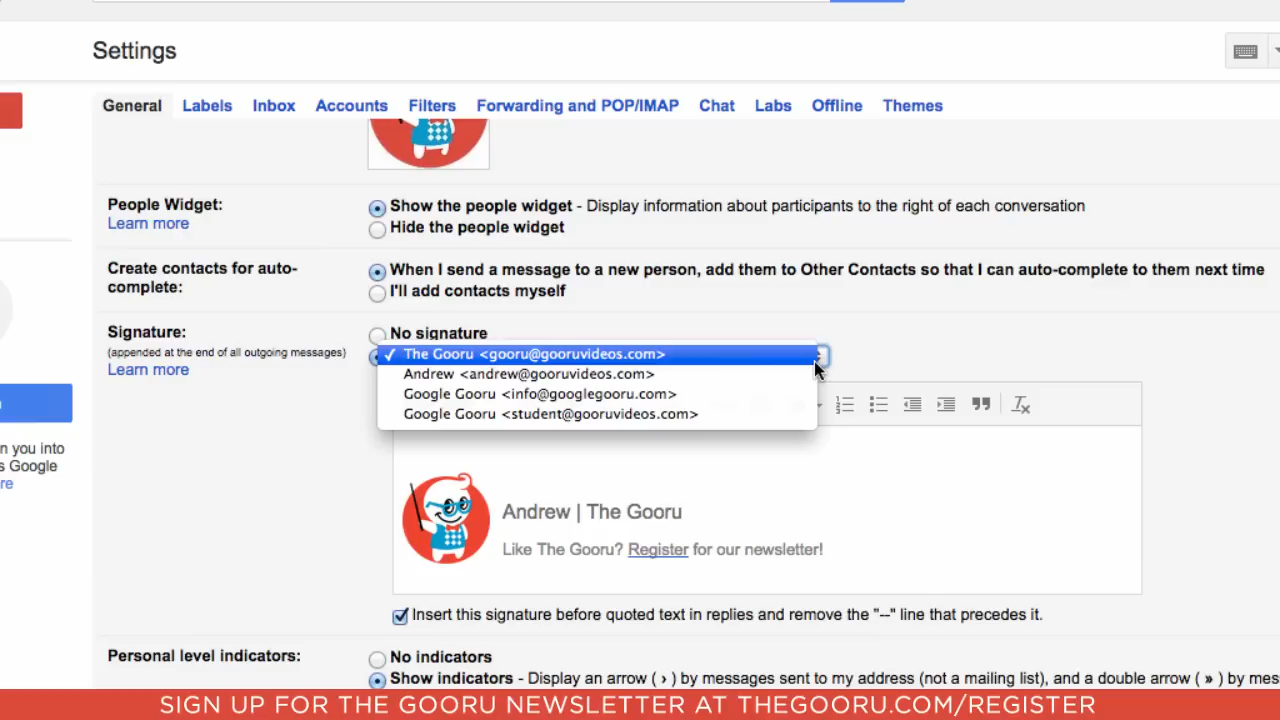 Settings
General Labels Inbox Accounts Filters Forwarding and POP/IMAP Chat Labs Offline Themes
People Widget:
Learn more
Show the people widget - Display information about participants to the right of each conversation
Hide the people widget
Create contacts for auto-
complete:
When I send a message to a new person, add them to Other Contacts so that I can auto-complete to them next time
I'll add contacts myself
Signature:
(appended at the end of all outgoing messages)
Learn more
No signature
✓ The Gooru <gooru@gooruvideos.com>
Andrew <andrew@gooruvideos.com>
Google Gooru <info@googlegooru.com>
Google Gooru <student@gooruvideos.com>
n you into
s Google
re
Andrew | The Gooru
Like The Gooru? Register for our newsletter!
Insert this signature before quoted text in replies and remove the "--" line that precedes it.
Personal level indicators:
No indicators
Show indicators - Display an arrow ( › ) by messages sent to my address (not a mailing list), and a double arrow ( » ) by mes
SIGN UP FOR THE GOORU NEWSLETTER AT THEGOORU.COM/REGISTER